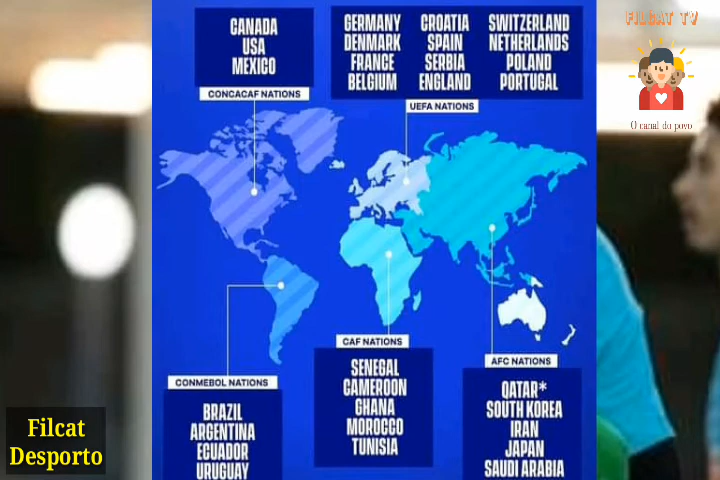 CANADA
USA
MEXICO
CONCACAF NATIONS
GERMANY
DENMARK
FRANCE
BELGIUM
CROATIA
SPAIN
SERBIA
ENGLAND
SWITZERLAND
NETHERLANDS
POLAND
PORTUGAL
UEFA NATIONS
FILCAT TV
O canal do povo
CONMEBOL NATIONS
BRAZIL
ARGENTINA
ECUADOR
URUGUAY
CAF NATIONS
SENEGAL
CAMEROON
GHANA
MOROCCO
TUNISIA
AFC NATIONS
QATAR*
SOUTH KOREA
IRAN
JAPAN
SAUDI ARABIA
Filcat
Desporto